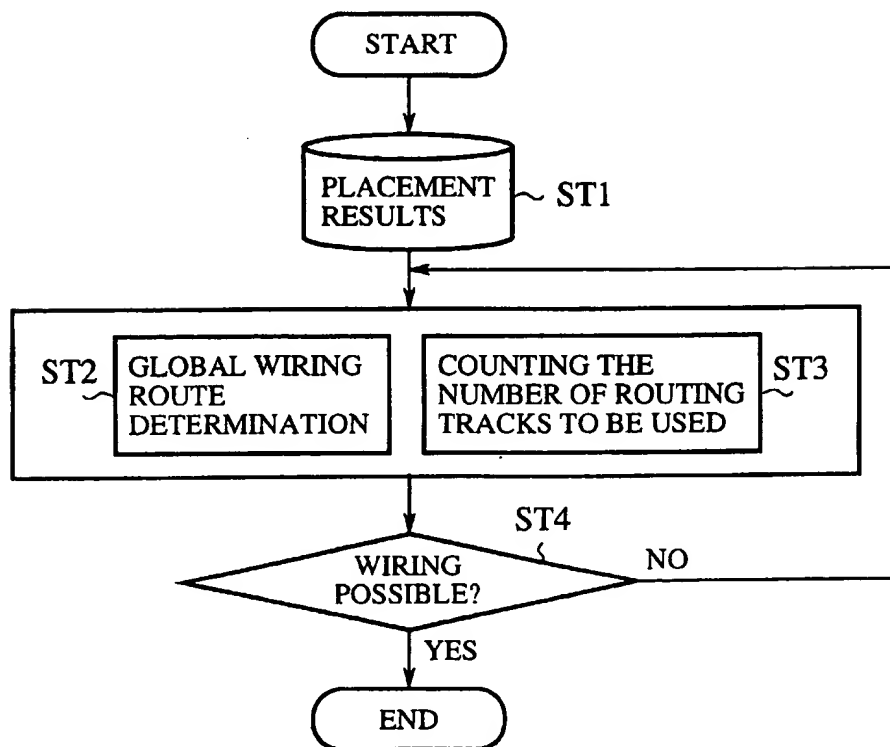 START
PLACEMENT
RESULTS
ST1
ST2
GLOBAL WIRING
ROUTE
DETERMINATION
COUNTING THE
NUMBER OF ROUTING
TRACKS TO BE USED
ST3
ST4
WIRING
POSSIBLE?
NO
YES
END